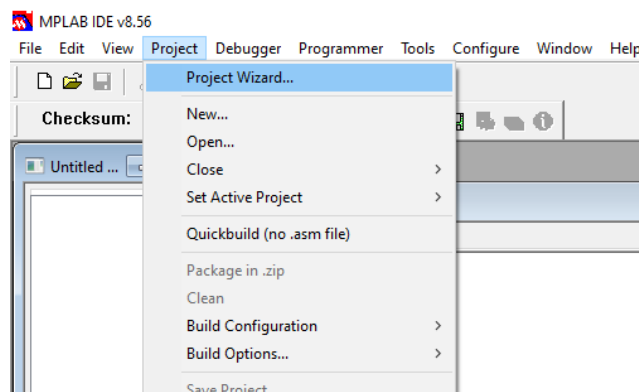 MPLAB IDE v8.56
File Edit View Project Debugger Programmer Tools Configure Window Help
Project Wizard...
Checksum:
New...
Open...
Untitled ...
Close
Set Active Project
Quickbuild (no .asm file)
Package in .zip
Clean
Build Configuration
Build Options...
Save Project